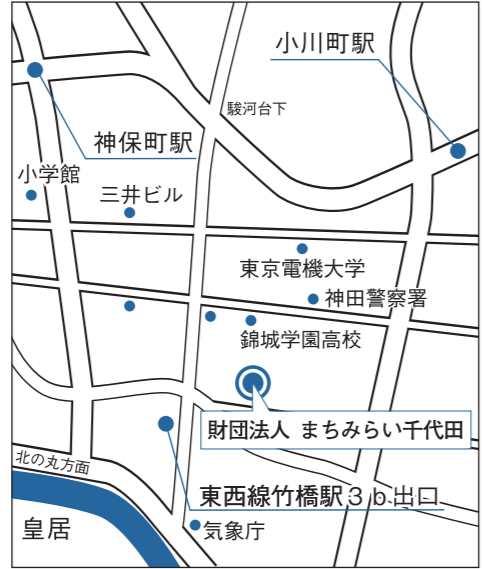 小川町駅
駿河台下
神保町駅
小学館
三井ビル
東京電機大学
神田警察署
錦城学園高校
財団法人 まちみらい千代田
北の丸方面
東西線竹橋駅3b出口
皇居
気象庁